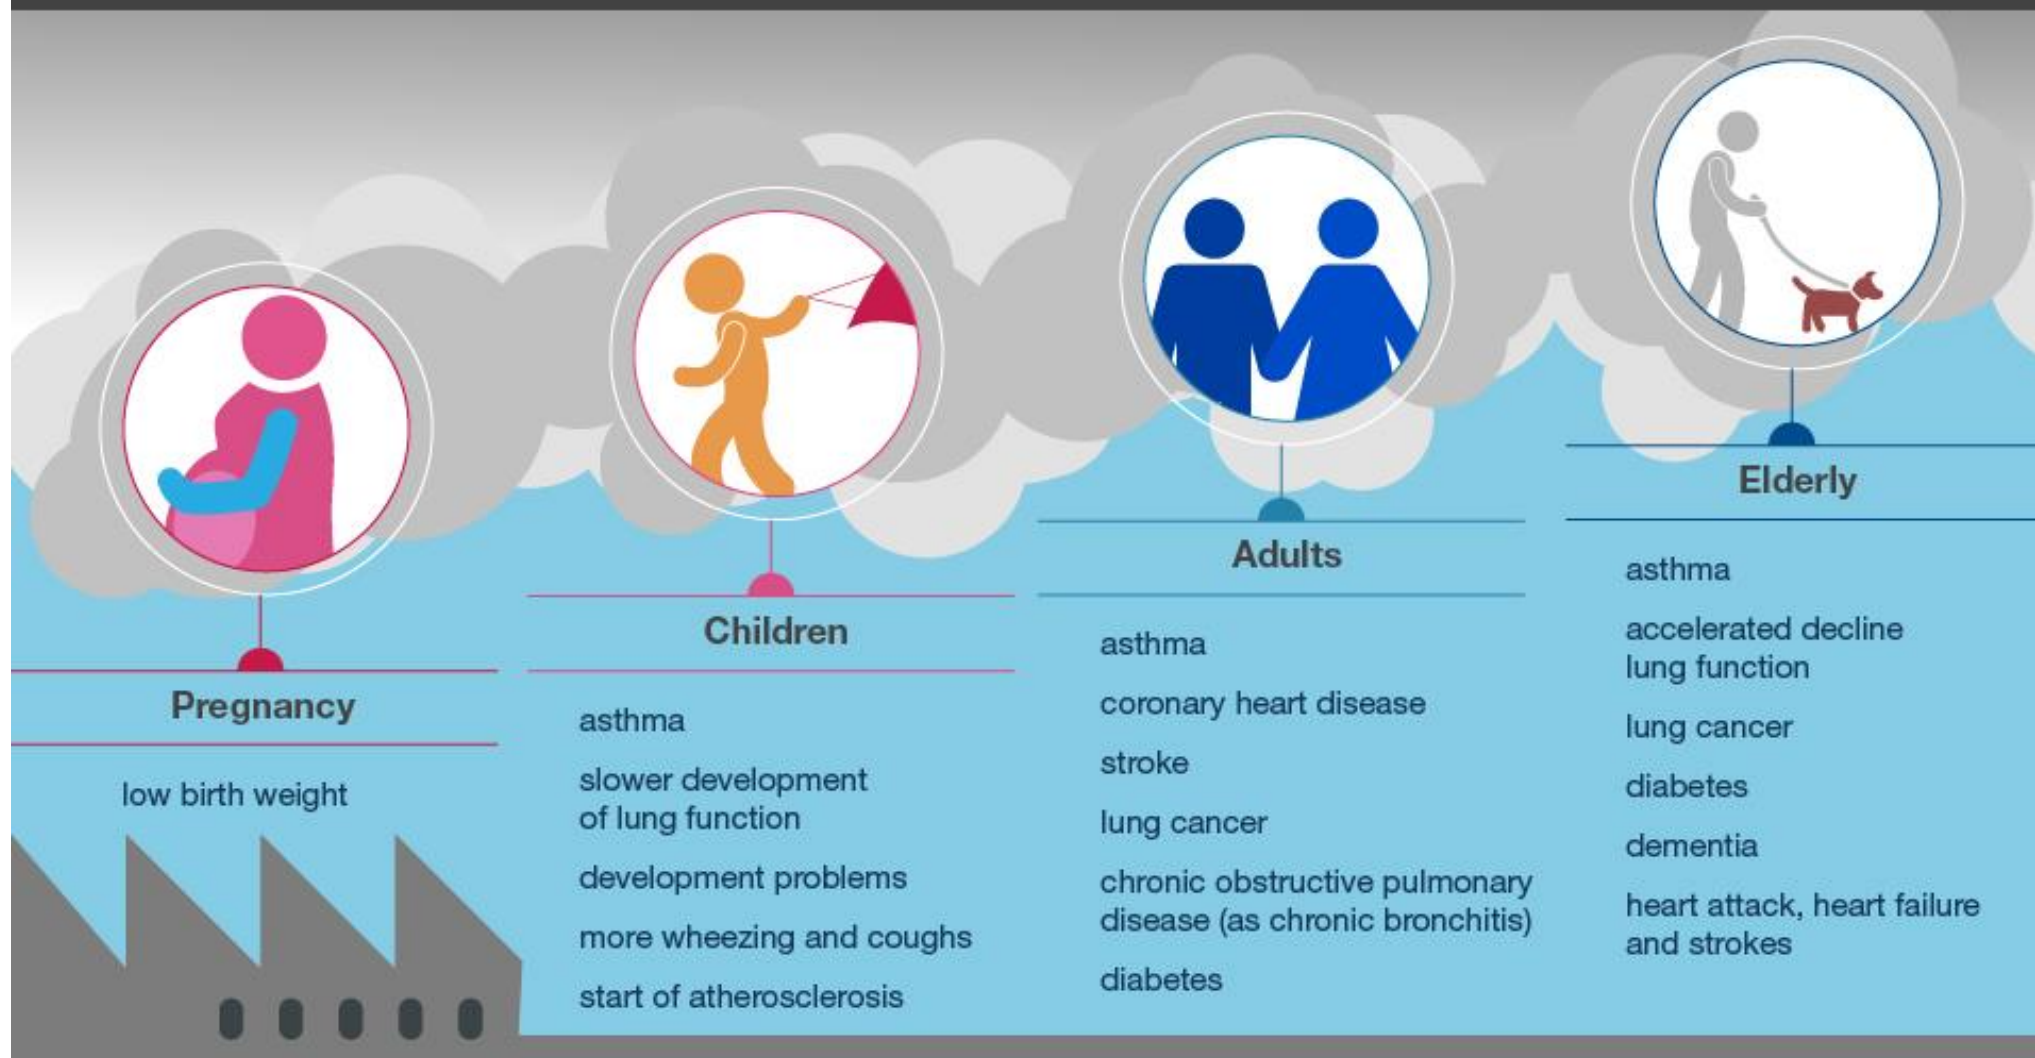 Pregnancy
low birth weight
Children
asthma
slower development
of lung function
development problems
more wheezing and coughs
start of atherosclerosis
Adults
asthma
coronary heart disease
stroke
lung cancer
chronic obstructive pulmonary
disease (as chronic bronchitis)
diabetes
Elderly
asthma
accelerated decline
lung function
lung cancer
diabetes
dementia
heart attack, heart failure
and strokes